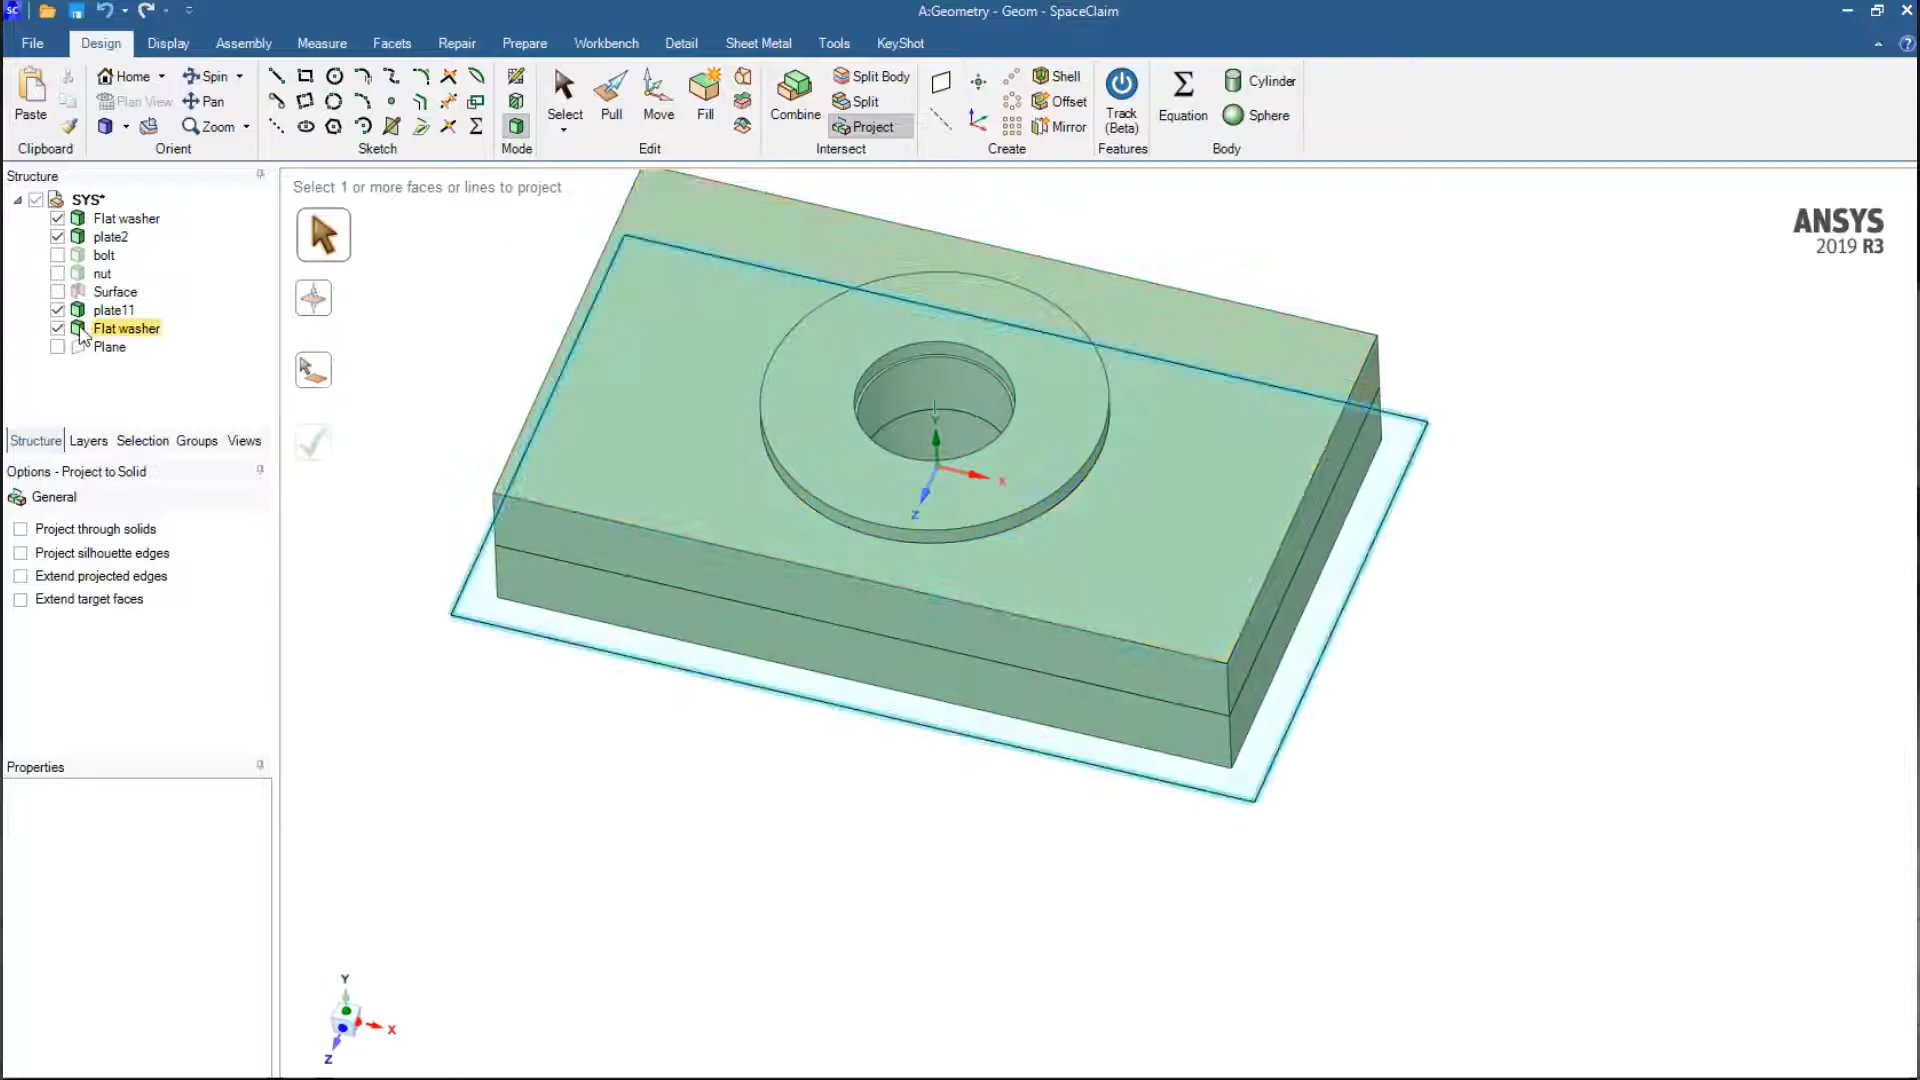 SC
A:Geometry - Geom - SpaceClaim
File Design Display Assembly Measure Facets Repair Prepare Workbench Detail Sheet Metal Tools KeyShot
Home Spin
Plan View Pan
Zoom
Paste
Select Pull Move Fill
Combine Split Body
Split
Project
Shell
Offset
Mirror
Track
(Beta)
Equation
Cylinder
Sphere
Clipboard Orient Sketch Mode Edit Intersect Create Features Body
Structure
SYS*
Flat washer
plate2
bolt
nut
Surface
plate11
Flat washer
Plane
Structure Layers Selection Groups Views
Options - Project to Solid
General
Project through solids
Project silhouette edges
Extend projected edges
Extend target faces
Properties
Select 1 or more faces or lines to project
ANSYS
2019 R3
Y
X
Z
Y
X
Z